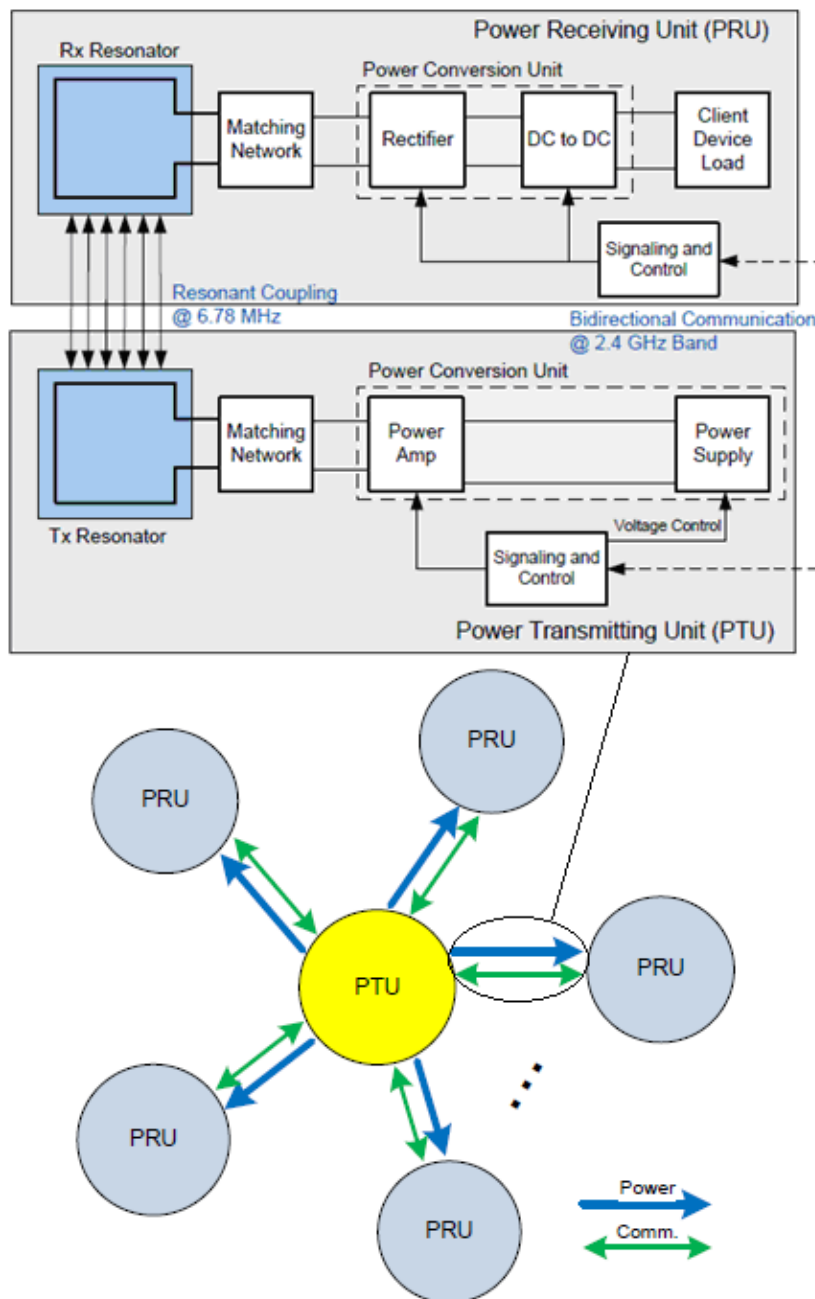 Power Receiving Unit (PRU)
Rx Resonator
Power Conversion Unit
Matching
Network
Rectifier
DC to DC
Client
Device
Load
Signaling and
Control
Resonant Coupling
@ 6.78 MHz
Bidirectional Communication
@ 2.4 GHz Band
Power Conversion Unit
Matching
Network
Power
Amp
Power
Supply
Tx Resonator
Voltage Control
Signaling and
Control
Power Transmitting Unit (PTU)
PRU
PRU
PRU
PTU
PRU
PRU
...
Power
Comm.